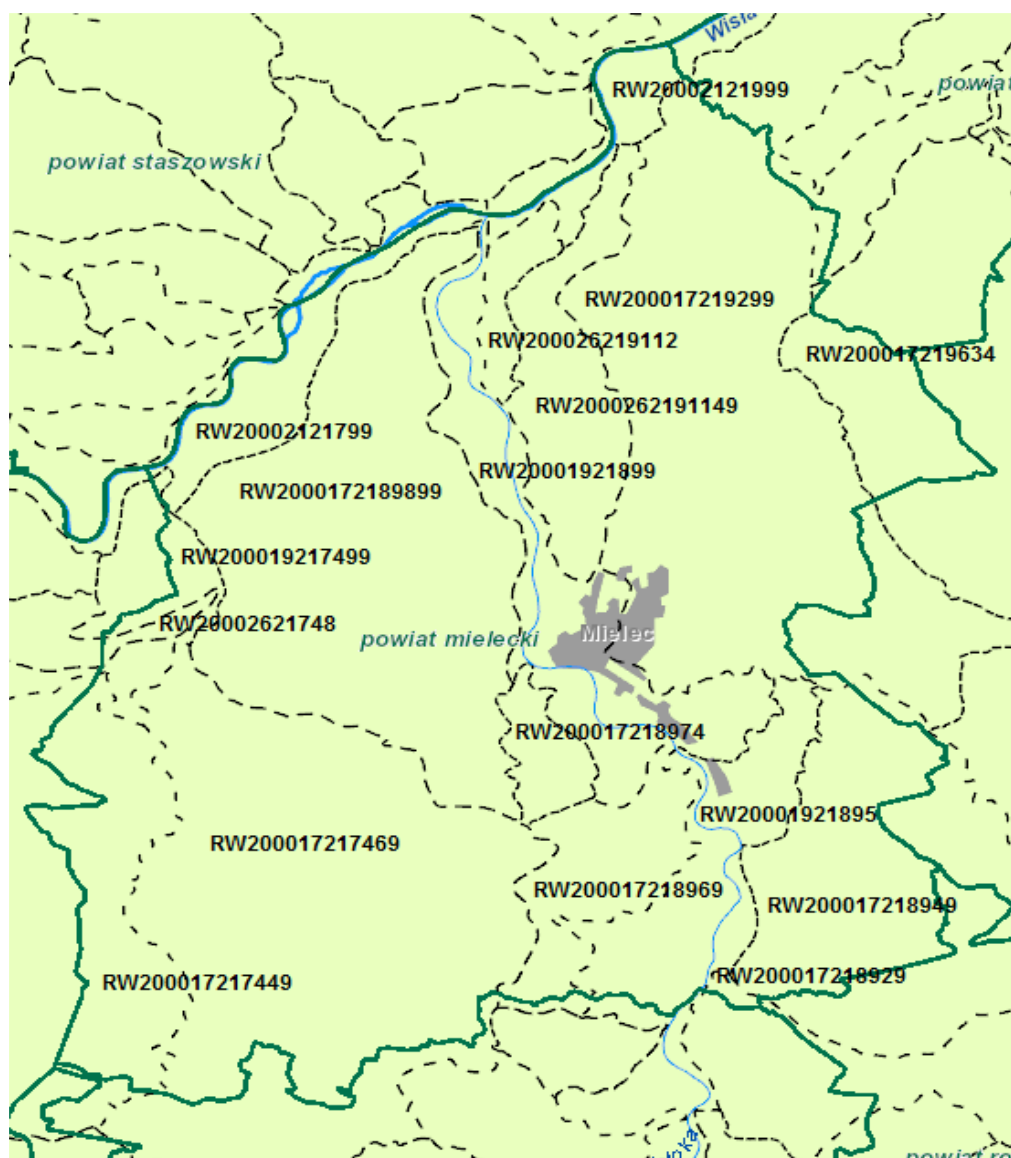 Wisła
RW20002121999
powiat
powiat staszowski
RW200017219299
RW200026219112
RW200017219634
RW2000262191149
RW20002121799
RW20001921899
RW2000172189899
RW200019217499
RW20002621748
powiat mielecki
Mielec
RW200017218974
RW20001921895
RW200017217469
RW200017218969
RW200017218949
RW200017218929
RW200017217449
powiat